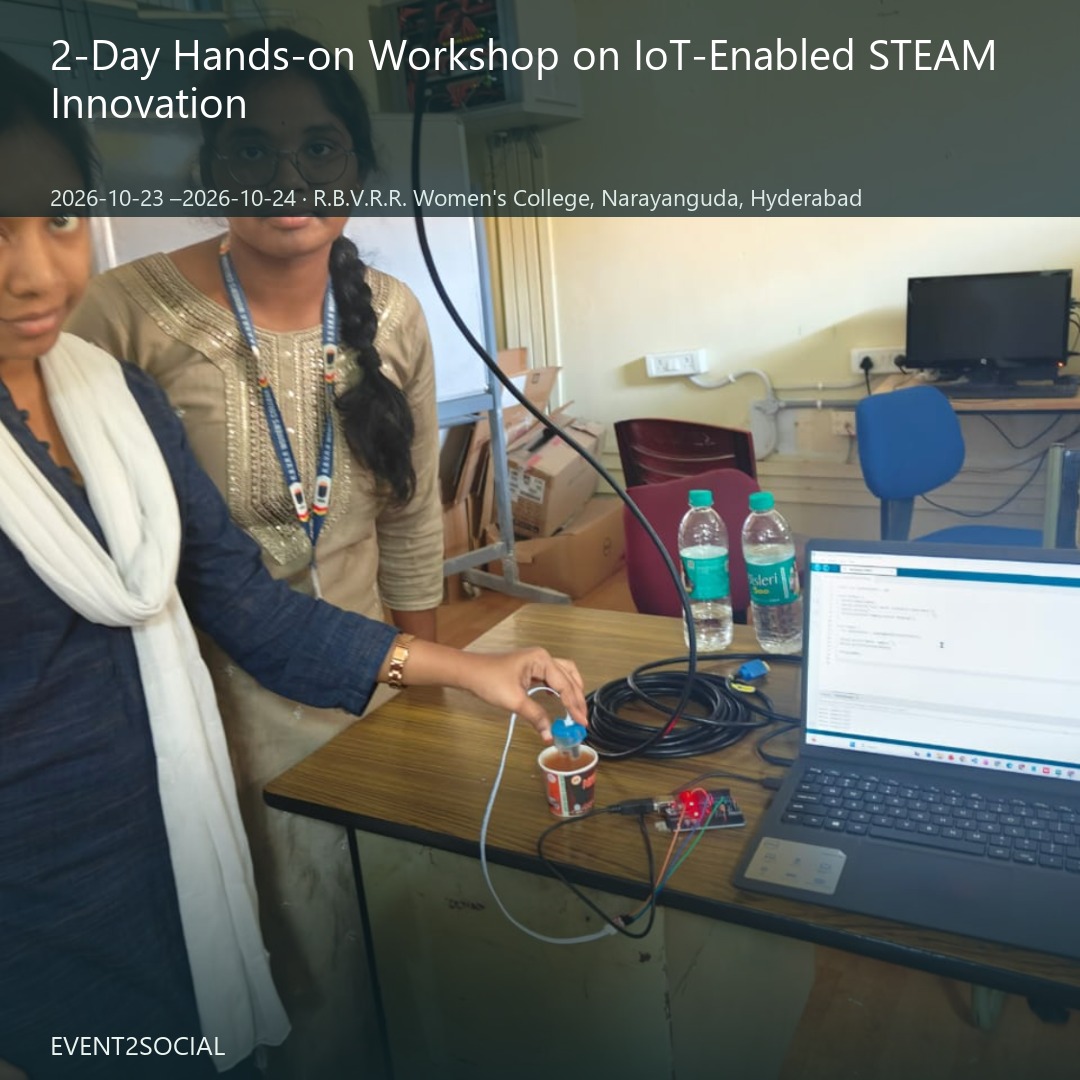 2-Day Hands-on Workshop on IoT-Enabled STEAM
Innovation
2026-10-23 –2026-10-24 · R.B.V.R.R. Women's College, Narayanguda, Hyderabad
Bisleri
EVENT2SOCIAL